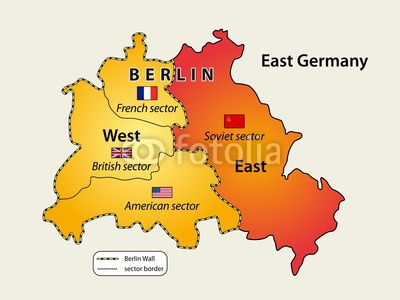 East Germany
BERLIN
French sector
West
Soviet sector
British sector
East
American sector
fotolia
Berlin Wall
sector border